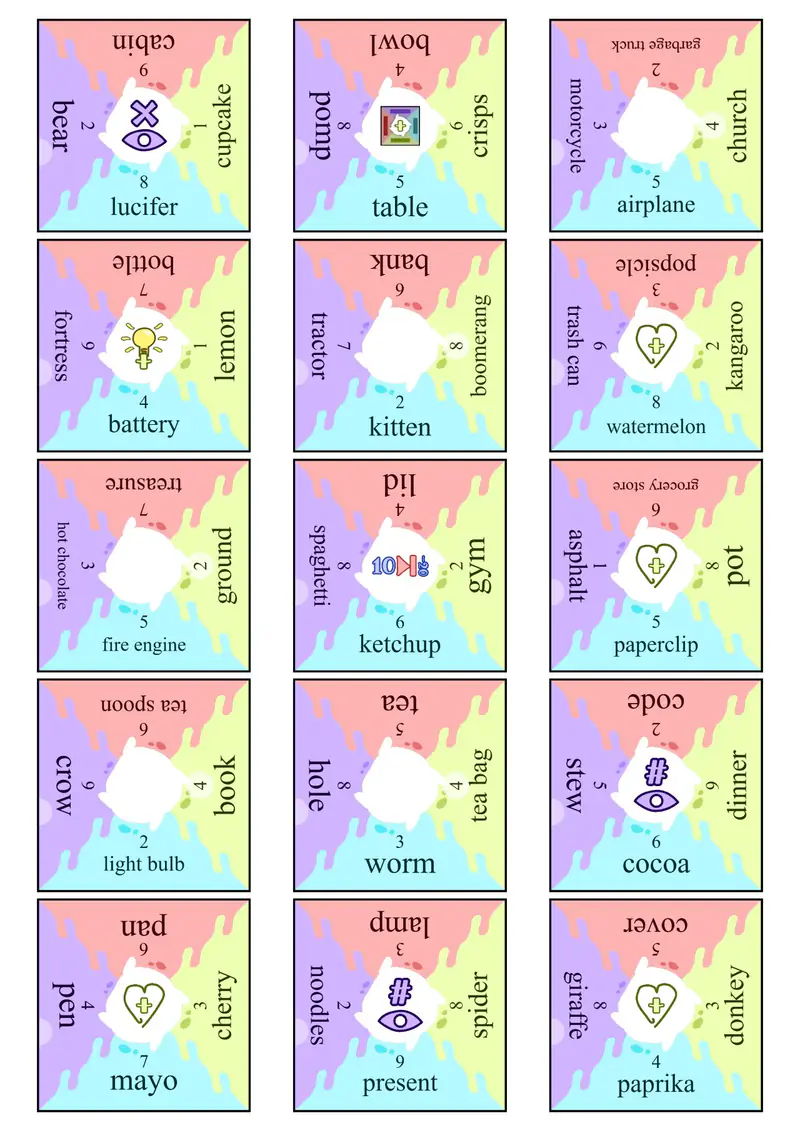 cabin
6
bear
2
1
cupcake
8
lucifer
bowl
4
pomp
8
6
crisps
5
table
garbage truck
2
motorcycle
3
4
church
5
airplane
bottle
7
fortress
9
1
lemon
4
battery
bank
9
tractor
7
8
boomerang
2
kitten
popsicle
3
trash can
6
2
kangaroo
8
watermelon
treasure
7
hot chocolate
3
2
ground
5
fire engine
lid
4
spaghetti
8
10
20
2
gym
6
ketchup
grocery store
6
asphalt
1
8
pot
5
paperclip
tea spoon
6
crow
9
4
book
2
light bulb
tea
5
hole
8
4
tea bag
3
worm
code
2
stew
5
#
9
dinner
6
cocoa
pan
9
pen
4
3
cherry
7
mayo
lamp
3
noodles
2
#
8
spider
9
present
cover
5
giraffe
8
3
donkey
4
paprika